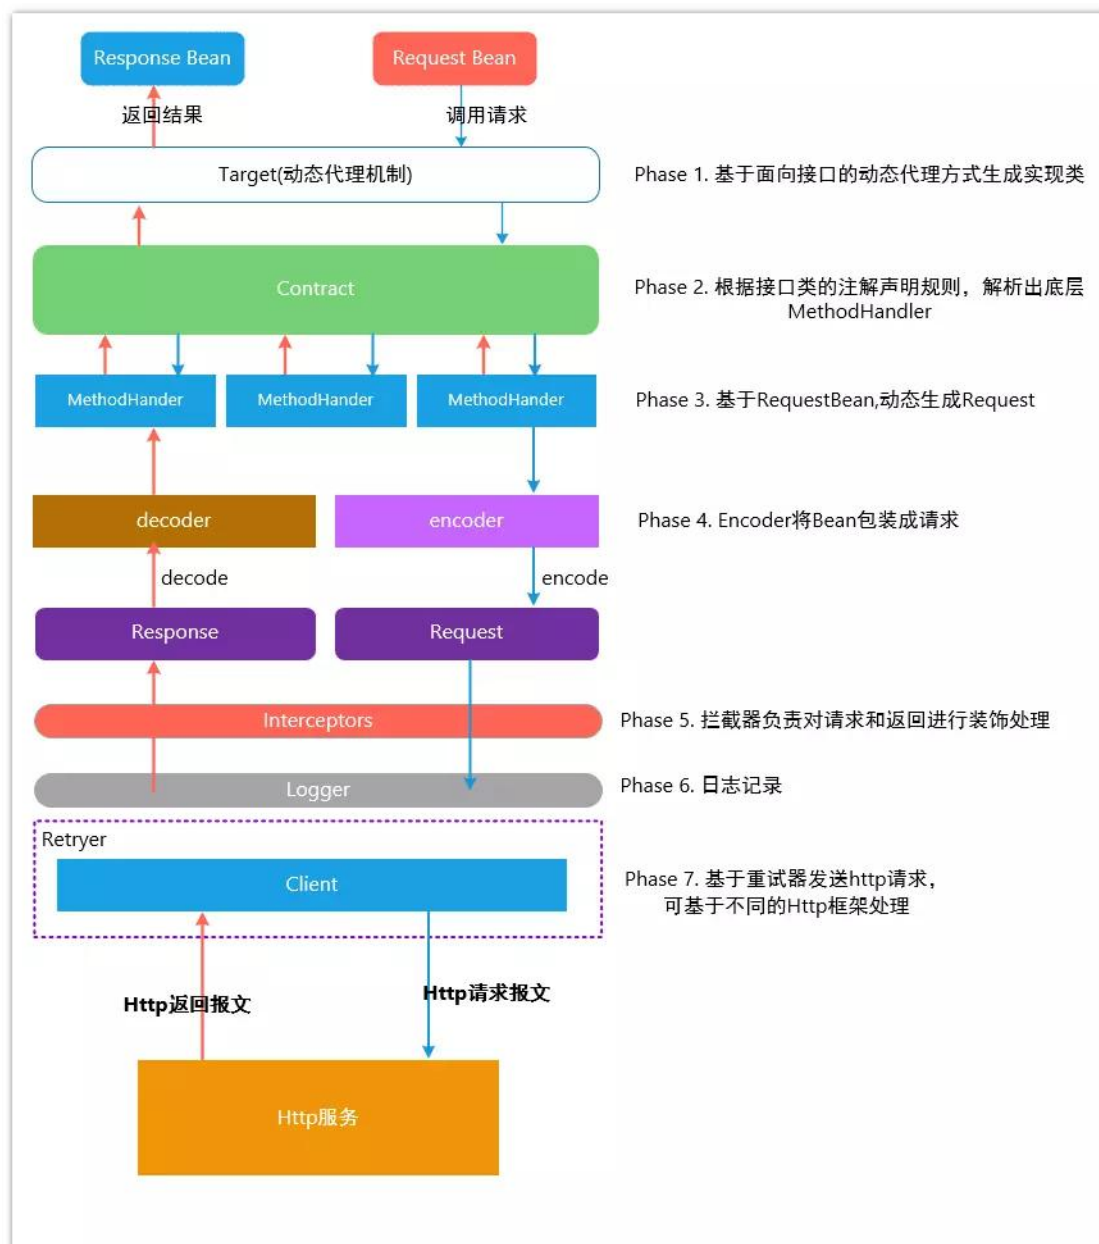 Response Bean
Request Bean
返回结果
调用请求
Target(动态代理机制)
Phase 1. 基于面向接口的动态代理方式生成实现类
Contract
Phase 2. 根据接口类的注解声明规则，解析出底层
MethodHandler
MethodHander
MethodHander
MethodHander
Phase 3. 基于RequestBean,动态生成Request
decoder
encoder
Phase 4. Encoder将Bean包装成请求
decode
encode
Response
Request
Interceptors
Phase 5. 拦截器负责对请求和返回进行装饰处理
Logger
Phase 6. 日志记录
Retryer
Client
Phase 7. 基于重试器发送http请求，
可基于不同的Http框架处理
Http返回报文
Http请求报文
Http服务